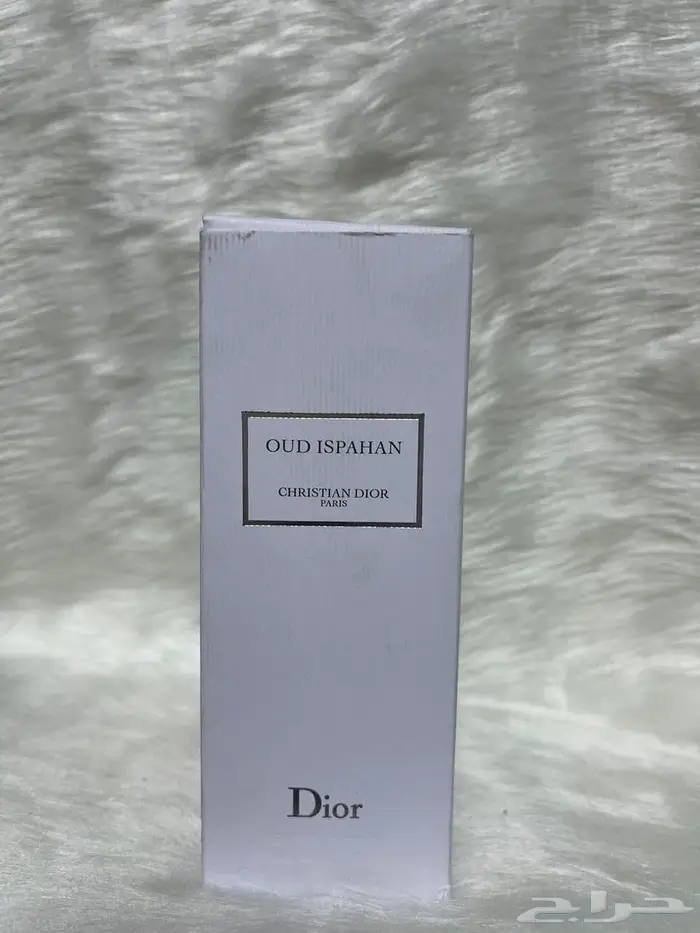 OUD ISPAHAN
CHRISTIAN DIOR
PARIS
Dior
حراج